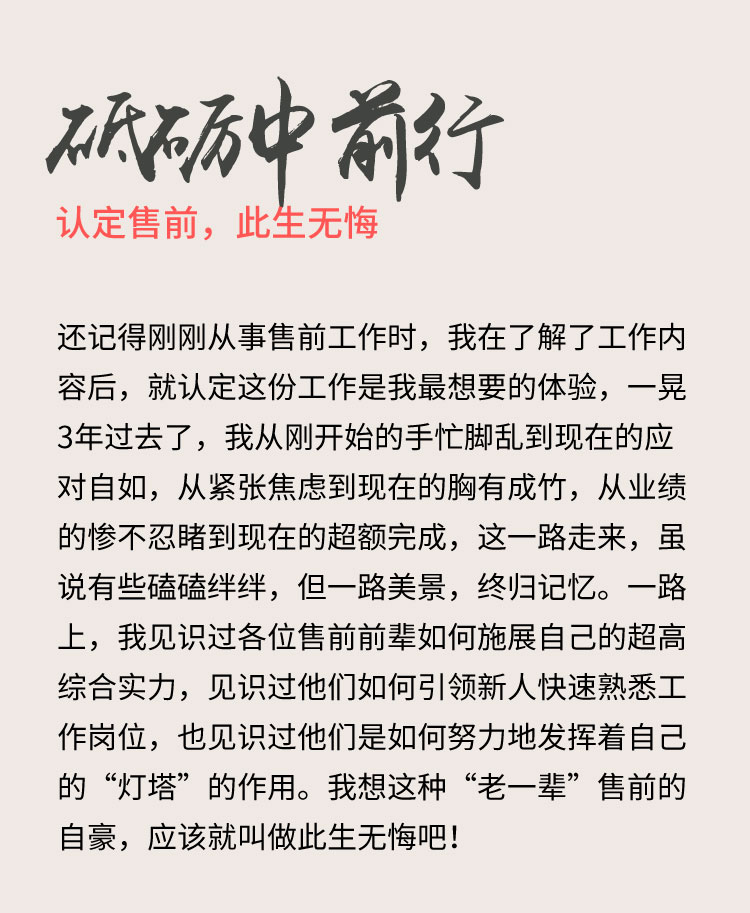 砥砺中前行
认定售前，此生无悔
还记得刚刚从事售前工作时，我在了解了工作内
容后，就认定这份工作是我最想要的体验，一晃
3年过去了，我从刚开始的手忙脚乱到现在的应
对自如，从紧张焦虑到现在的胸有成竹，从业绩
的惨不忍睹到现在的超额完成，这一路走来，虽
说有些磕磕绊绊，但一路美景，终归记忆。一路
上，我见识过各位售前前辈如何施展自己的超高
综合实力，见识过他们如何引领新人快速熟悉工
作岗位，也见识过他们是如何努力地发挥着自己
的“灯塔”的作用。我想这种“老一辈”售前的
自豪，应该就叫做此生无悔吧！